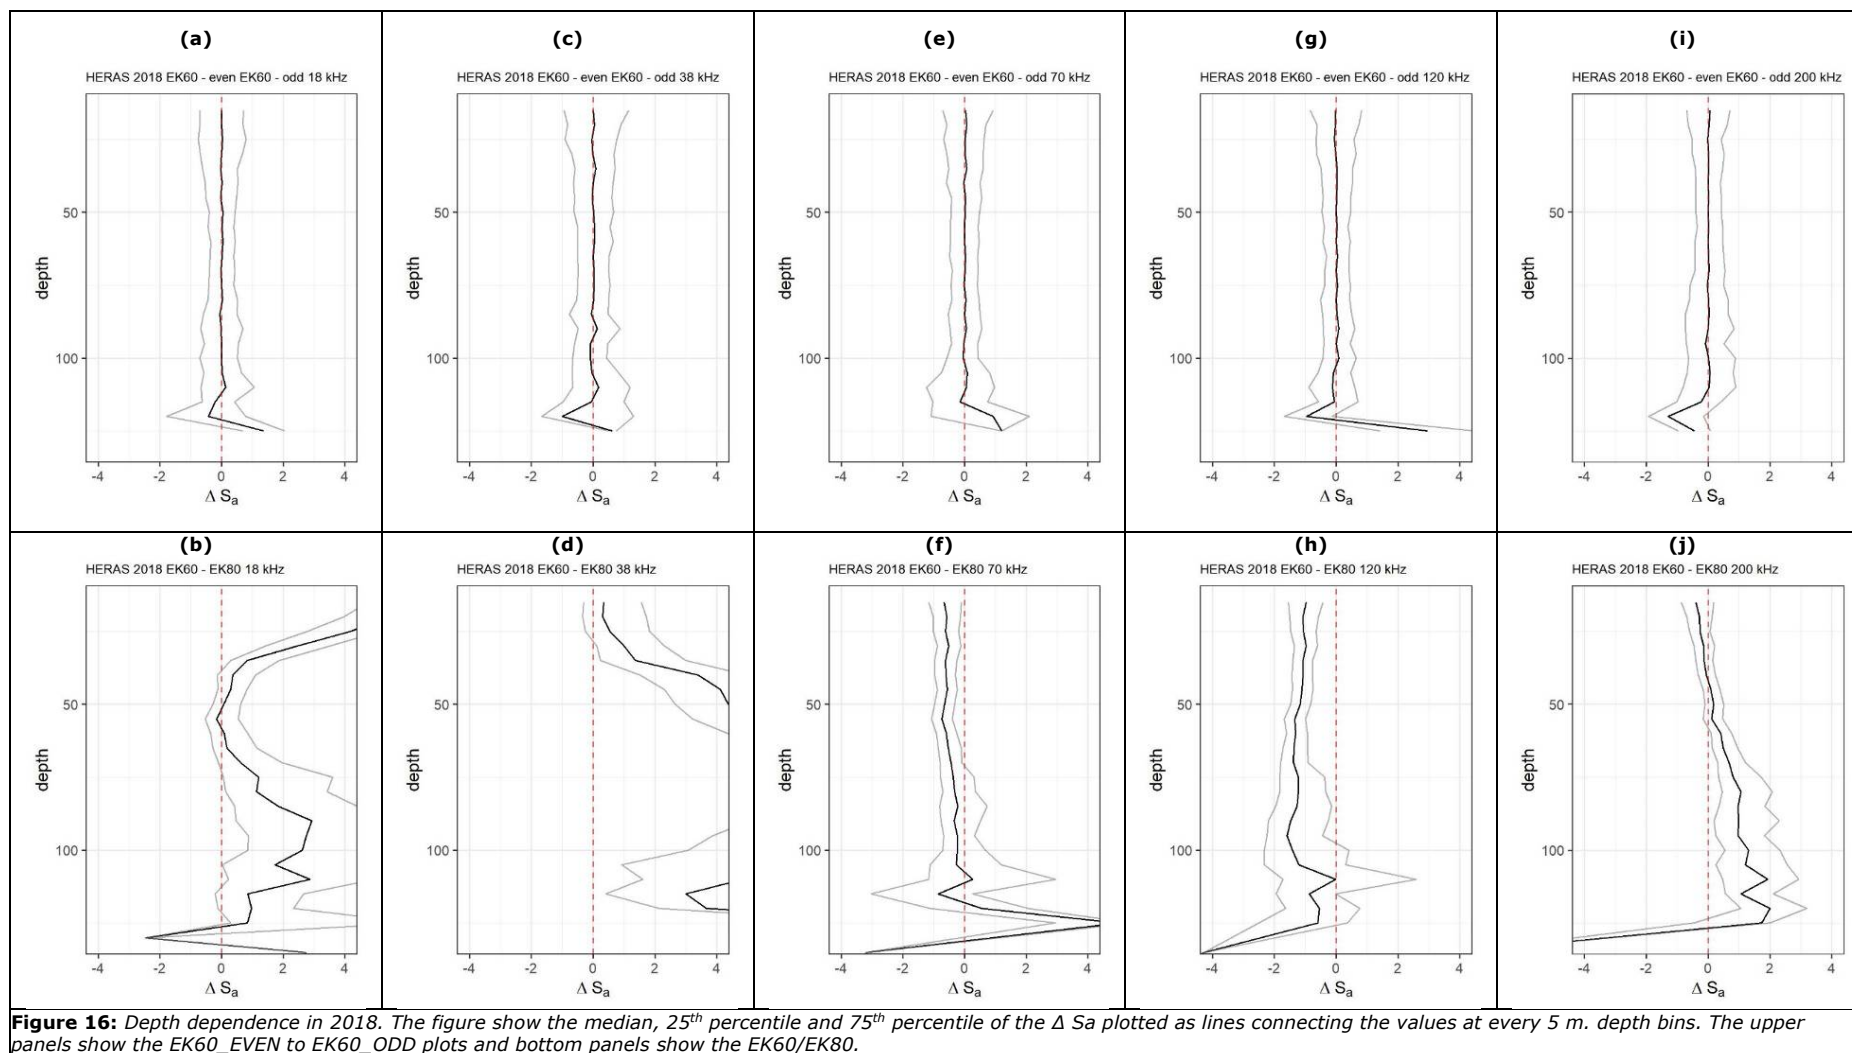 (a)
HERAS 2018 EK60 - even EK60 - odd 18 kHz
50
100
depth
-4 -2 0 2 4
Δ Sa
(c)
HERAS 2018 EK60 - even EK60 - odd 38 kHz
50
100
depth
-4 -2 0 2 4
Δ Sa
(e)
HERAS 2018 EK60 - even EK60 - odd 70 kHz
50
100
depth
-4 -2 0 2 4
Δ Sa
(g)
HERAS 2018 EK60 - even EK60 - odd 120 kHz
50
100
depth
-4 -2 0 2 4
Δ Sa
(i)
HERAS 2018 EK60 - even EK60 - odd 200 kHz
50
100
depth
-4 -2 0 2 4
Δ Sa
(b)
HERAS 2018 EK60 - EK80 18 kHz
50
100
depth
-4 -2 0 2 4
Δ Sa
(d)
HERAS 2018 EK60 - EK80 38 kHz
50
100
depth
-4 -2 0 2 4
Δ Sa
(f)
HERAS 2018 EK60 - EK80 70 kHz
50
100
depth
-4 -2 0 2 4
Δ Sa
(h)
HERAS 2018 EK60 - EK80 120 kHz
50
100
depth
-4 -2 0 2 4
Δ Sa
(j)
HERAS 2018 EK60 - EK80 200 kHz
50
100
depth
-4 -2 0 2 4
Δ Sa
Figure 16: Depth dependence in 2018. The figure show the median, 25th percentile and 75th percentile of the Δ Sa plotted as lines connecting the values at every 5 m. depth bins. The upper
panels show the EK60_EVEN to EK60_ODD plots and bottom panels show the EK60/EK80.